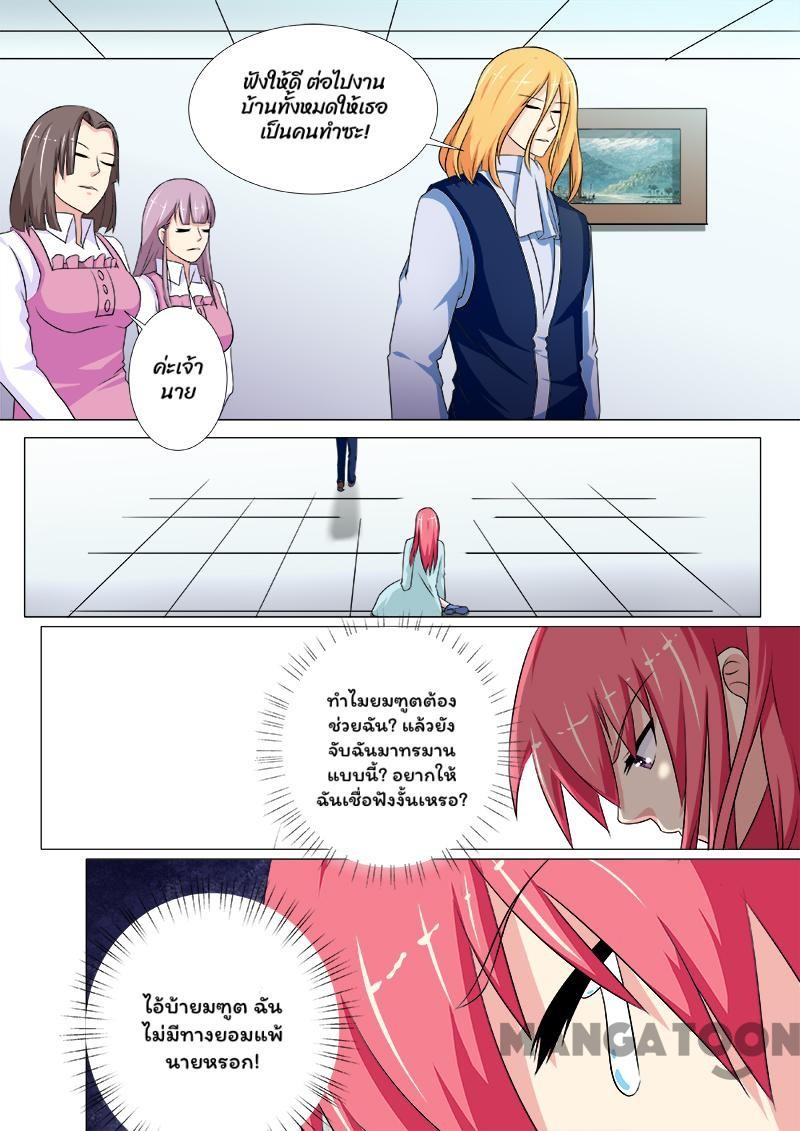 ฟังให้ดี ต่อไปงาน
บ้านทั้งหมดให้เธอ
เป็นคนทำซะ!
ค่ะเจ้า
นาย
ทำไมยมฑูตต้อง
ช่วยฉัน? แล้วยัง
จับฉันมาทรมาน
แบบนี้? อยากให้
ฉันเชื่อฟังงั้นเหรอ?
ไอ้บ้ายมฑูต ฉัน
ไม่มีทางยอมแพ้
นายหรอก!
MANGATOON